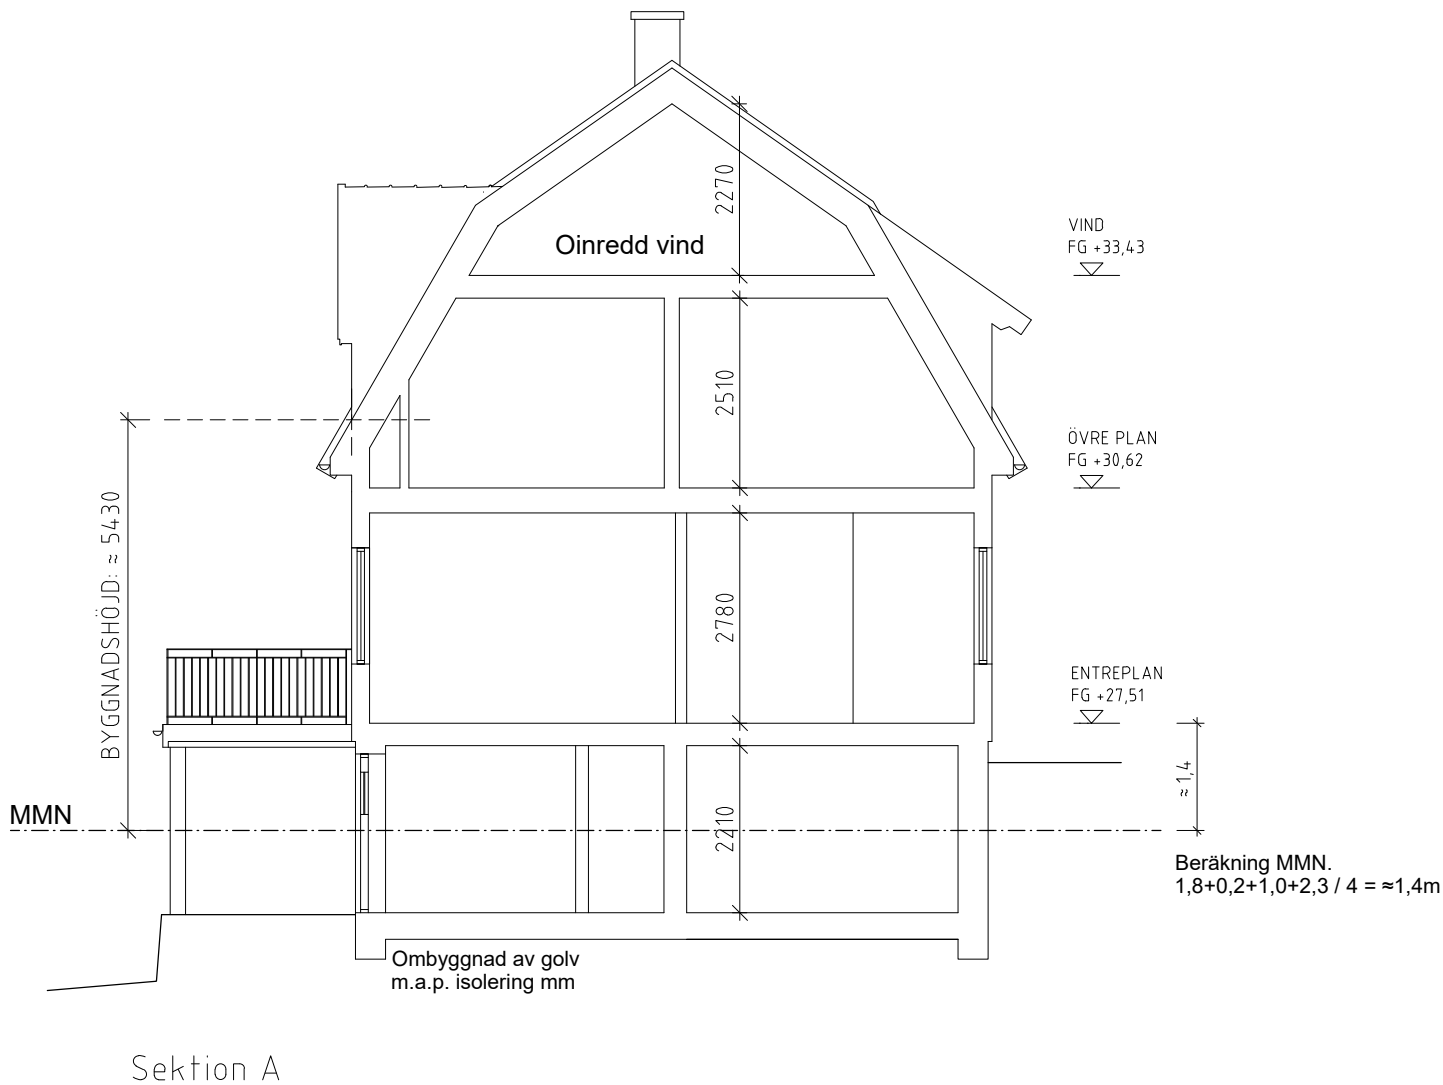 2270
Oinredd vind
VIND
FG +33,43
2510
ÖVRE PLAN
FG +30,62
BYGGNADSHÖJD: ≈ 5430
2780
ENTREPLAN
FG +27,51
≈ 1,4
MMN
2210
Beräkning MMN.
1,8+0,2+1,0+2,3 / 4 = ≈1,4m
Ombyggnad av golv
m.a.p. isolering mm
Sektion A